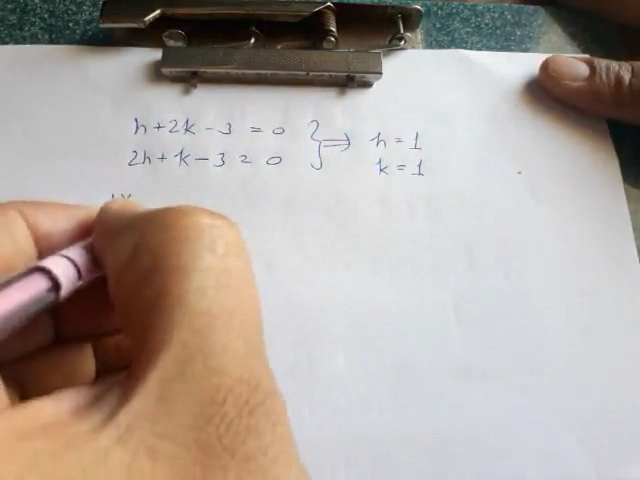 h + 2k - 3 = 0 } ⇒ h = 1
2h + k - 3 = 0 k = 1